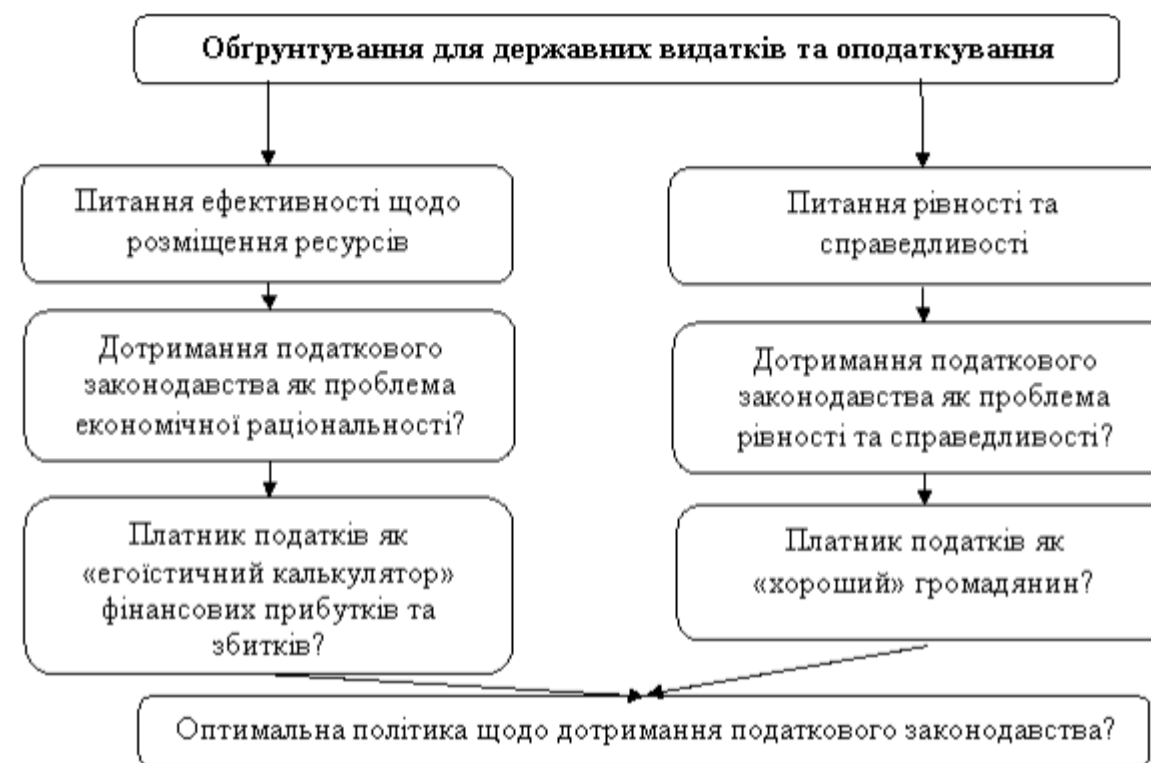 Обґрунтування для державних видатків та оподаткування
Питання ефективності щодо
розміщення ресурсів
Питання рівності та
справедливості
Дотримання податкового
законодавства як проблема
економічної раціональності?
Дотримання податкового
законодавства як проблема
рівності та справедливості?
Платник податків як
«егоїстичний калькулятор»
фінансових прибутків та
збитків?
Платник податків як
«хороший» громадянин?
Оптимальна політика щодо дотримання податкового законодавства?